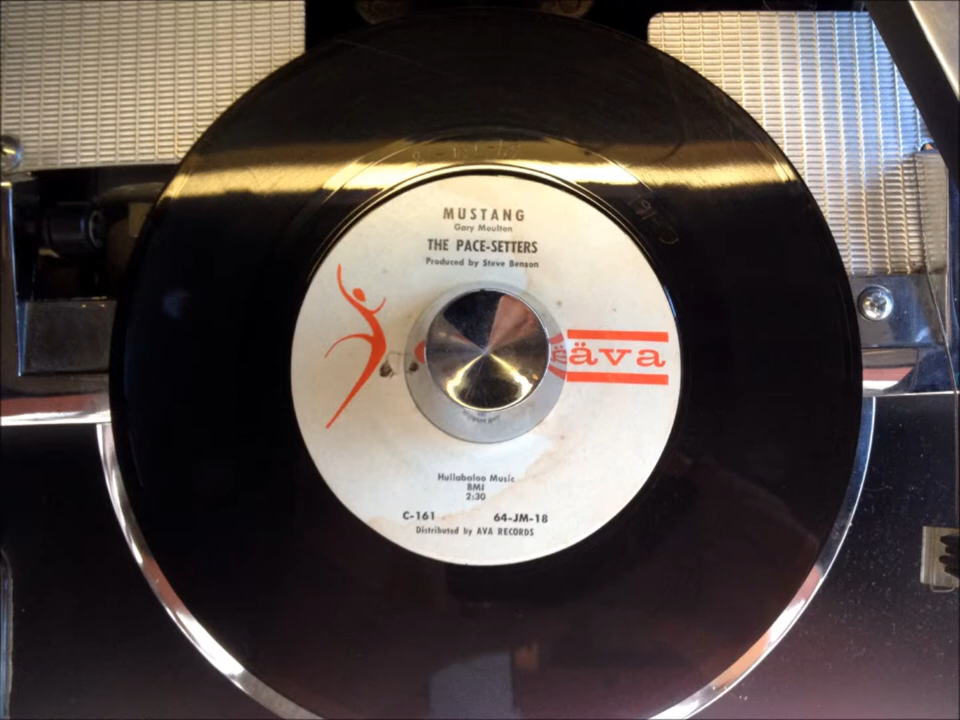 MUSTANG
Gary Moulton
THE PACE-SETTERS
Produced by Steve Benson
äva
Hullabaloo Music
BMI
2:30
C-161 64-JM-18
Distributed by AVA RECORDS